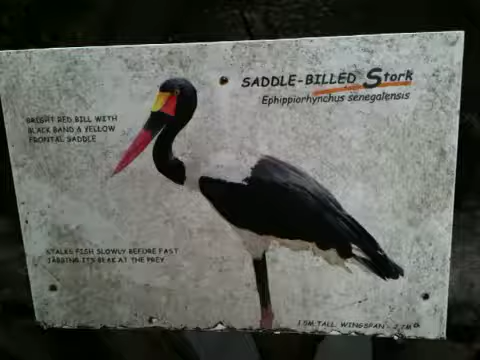 SADDLE-BILLED Stork
Ephippiorhynchus senegalensis
BRIGHT RED BILL WITH
BLACK BAND & YELLOW
FRONTAL SADDLE
STALKS FISH SLOWLY BEFORE FAST
JABBING ITS BEAK AT THE PREY
1.5M TALL, WINGSPAN - 2.7M